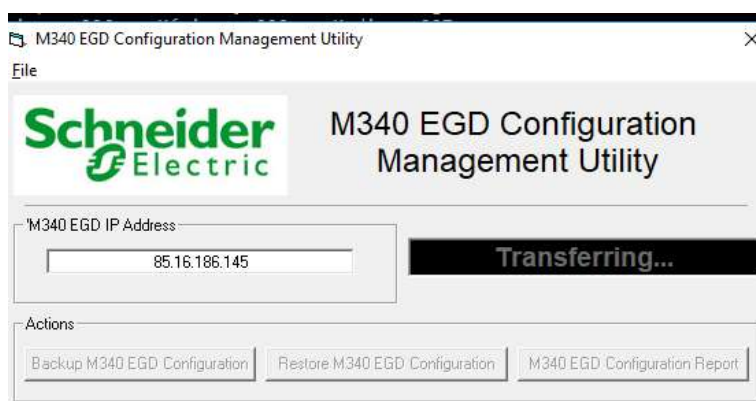 M340 EGD Configuration Management Utility
File
Schneider
Electric
M340 EGD Configuration
Management Utility
'M340 EGD IP Address
85.16.186.145
Transferring...
Actions
Backup M340 EGD Configuration
Restore M340 EGD Configuration
M340 EGD Configuration Report